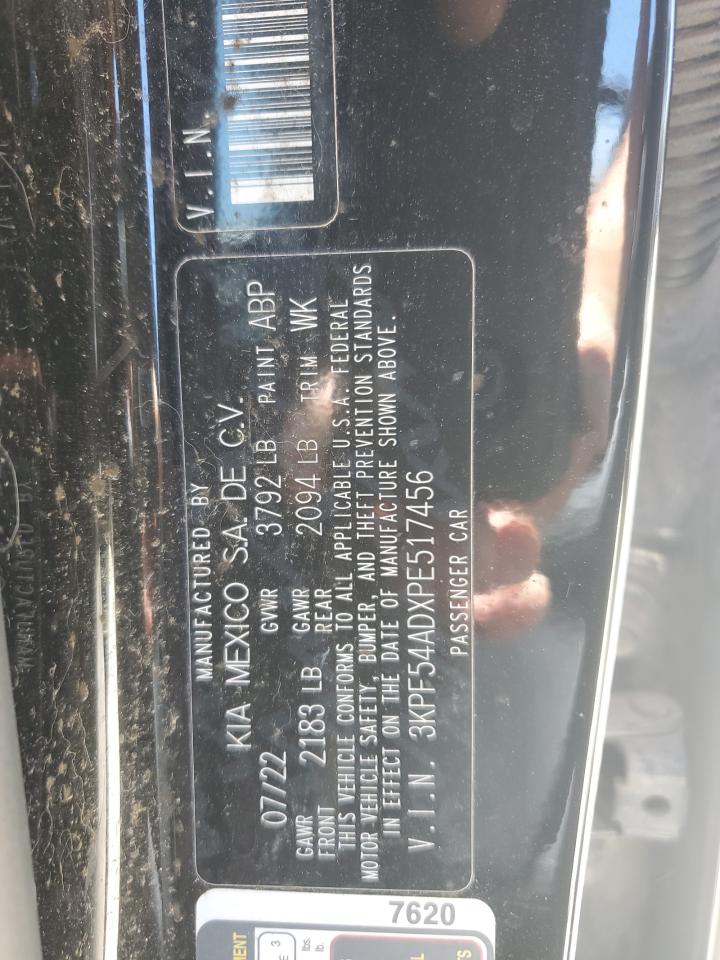 V.I.N.
MANUFACTURED BY
KIA MEXICO S.A. DE C.V.
07/22 GVWR 3792 LB PAINT ABP
GAWR FRONT 2183 LB GAWR REAR 2094 LB TRIM WK
THIS VEHICLE CONFORMS TO ALL APPLICABLE U.S.A. FEDERAL
MOTOR VEHICLE SAFETY, BUMPER, AND THEFT PREVENTION STANDARDS
IN EFFECT ON THE DATE OF MANUFACTURE SHOWN ABOVE.
V.I.N. 3KPF54ADXPE517456
PASSENGER CAR
7620
lbs.
lb.